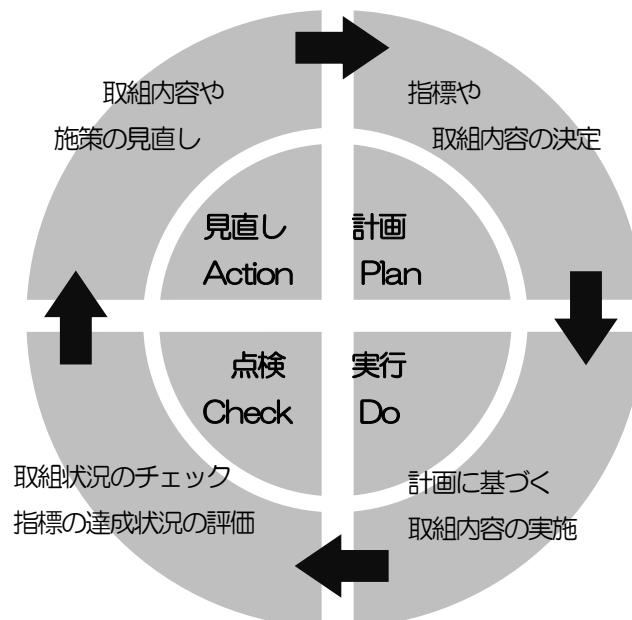 取組内容や
施策の見直し
指標や
取組内容の決定
見直し
Action
計画
Plan
点検
Check
実行
Do
取組状況のチェック
指標の達成状況の評価
計画に基づく
取組内容の実施